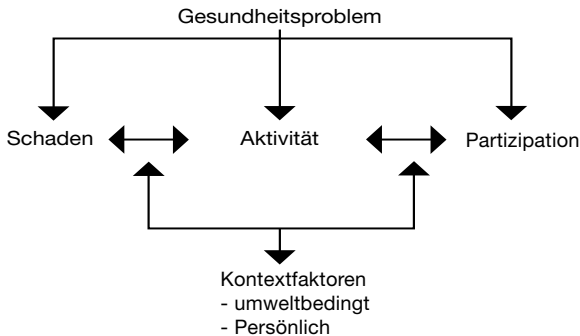 Gesundheitsproblem
Schaden Aktivität Partizipation
Kontextfaktoren
- umweltbedingt
- Persönlich